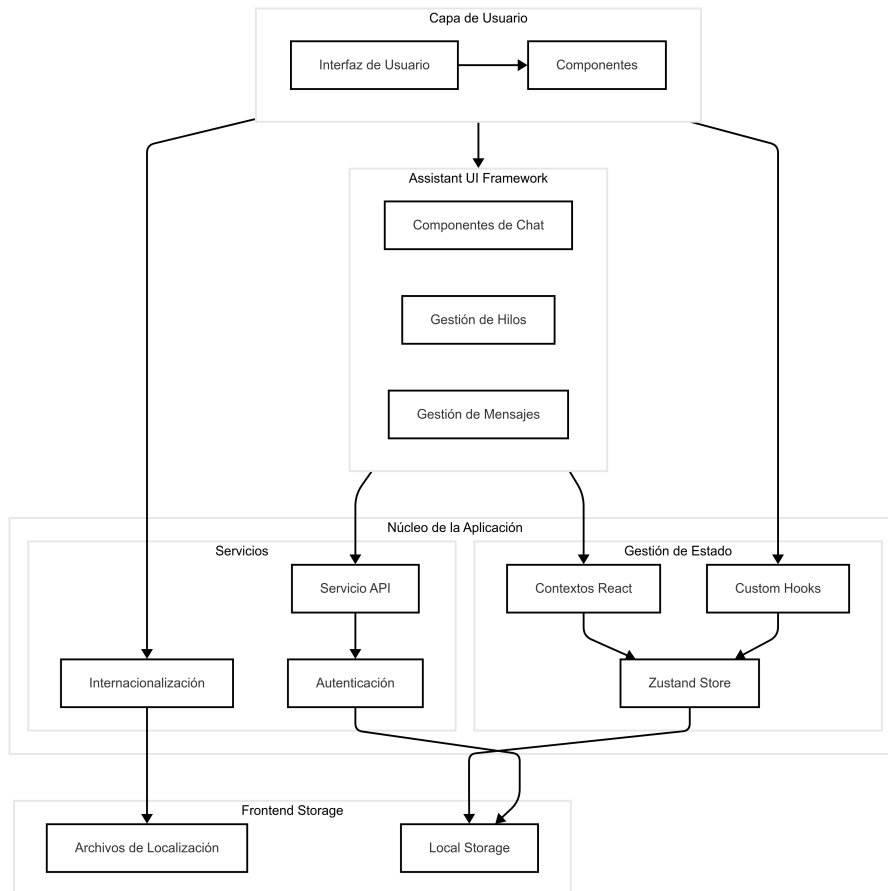 Capa de Usuario
Interfaz de Usuario
Componentes
Assistant UI Framework
Componentes de Chat
Gestión de Hilos
Gestión de Mensajes
Núcleo de la Aplicación
Servicios
Gestión de Estado
Servicio API
Contextos React
Custom Hooks
Internacionalización
Autenticación
Zustand Store
Frontend Storage
Archivos de Localización
Local Storage